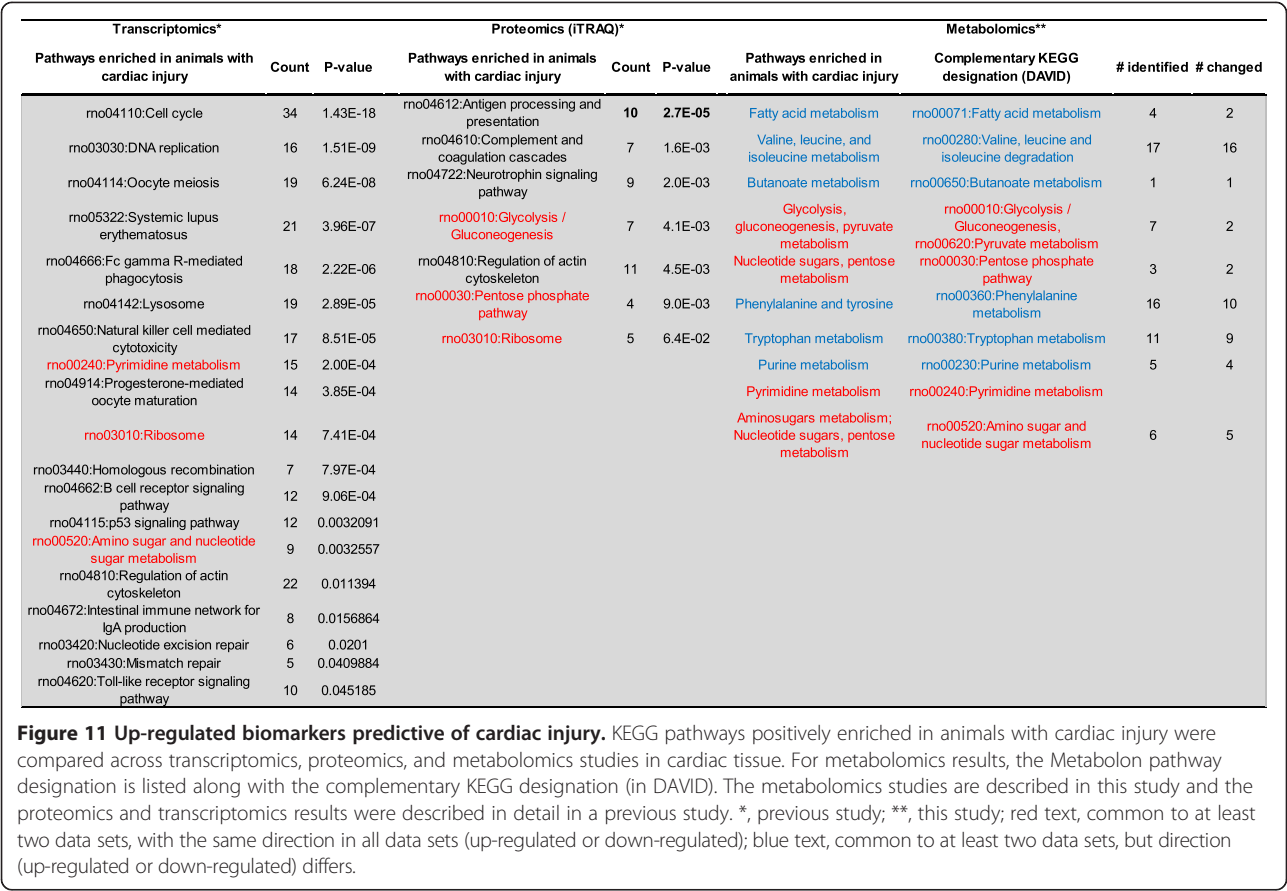 Transcriptomics* Proteomics (iTRAQ)* Metabolomics**
Pathways enriched in animals with cardiac injury Count P-value Pathways enriched in animals with cardiac injury Count P-value Pathways enriched in animals with cardiac injury Complementary KEGG designation (DAVID) # identified # changed
rno04110:Cell cycle 34 1.43E-18 rno04612:Antigen processing and presentation 10 2.7E-05 Fatty acid metabolism rno00071:Fatty acid metabolism 4 2
rno03030:DNA replication 16 1.51E-09 rno04610:Complement and coagulation cascades 7 1.6E-03 Valine, leucine, and isoleucine metabolism rno00280:Valine, leucine and isoleucine degradation 17 16
rno04114:Oocyte meiosis 19 6.24E-08 rno04722:Neurotrophin signaling pathway 9 2.0E-03 Butanoate metabolism rno00650:Butanoate metabolism 1 1
rno05322:Systemic lupus erythematosus 21 3.96E-07 rno00010:Glycolysis / Gluconeogenesis 7 4.1E-03 Glycolysis, gluconeogenesis, pyruvate metabolism rno00010:Glycolysis / Gluconeogenesis, rno00620:Pyruvate metabolism 7 2
rno04666:Fc gamma R-mediated phagocytosis 18 2.22E-06 rno04810:Regulation of actin cytoskeleton 11 4.5E-03 Nucleotide sugars, pentose metabolism rno00030:Pentose phosphate pathway 3 2
rno04142:Lysosome 19 2.89E-05 rno00030:Pentose phosphate pathway 4 9.0E-03 Phenylalanine and tyrosine rno00360:Phenylalanine metabolism 16 10
rno04650:Natural killer cell mediated cytotoxicity 17 8.51E-05 rno03010:Ribosome 5 6.4E-02 Tryptophan metabolism rno00380:Tryptophan metabolism 11 9
rno00240:Pyrimidine metabolism 15 2.00E-04 Purine metabolism rno00230:Purine metabolism 5 4
rno04914:Progesterone-mediated oocyte maturation 14 3.85E-04 Pyrimidine metabolism rno00240:Pyrimidine metabolism
rno03010:Ribosome 14 7.41E-04 Aminosugars metabolism; Nucleotide sugars, pentose metabolism rno00520:Amino sugar and nucleotide sugar metabolism 6 5
rno03440:Homologous recombination 7 7.97E-04
rno04662:B cell receptor signaling pathway 12 9.06E-04
rno04115:p53 signaling pathway 12 0.0032091
rno00520:Amino sugar and nucleotide sugar metabolism 9 0.0032557
rno04810:Regulation of actin cytoskeleton 22 0.011394
rno04672:Intestinal immune network for IgA production 8 0.0156864
rno03420:Nucleotide excision repair 6 0.0201
rno03430:Mismatch repair 5 0.0409884
rno04620:Toll-like receptor signaling pathway 10 0.045185
Figure 11 Up-regulated biomarkers predictive of cardiac injury. KEGG pathways positively enriched in animals with cardiac injury were
compared across transcriptomics, proteomics, and metabolomics studies in cardiac tissue. For metabolomics results, the Metabolon pathway
designation is listed along with the complementary KEGG designation (in DAVID). The metabolomics studies are described in this study and the
proteomics and transcriptomics results were described in detail in a previous study. *, previous study; **, this study; red text, common to at least
two data sets, with the same direction in all data sets (up-regulated or down-regulated); blue text, common to at least two data sets, but direction
(up-regulated or down-regulated) differs.